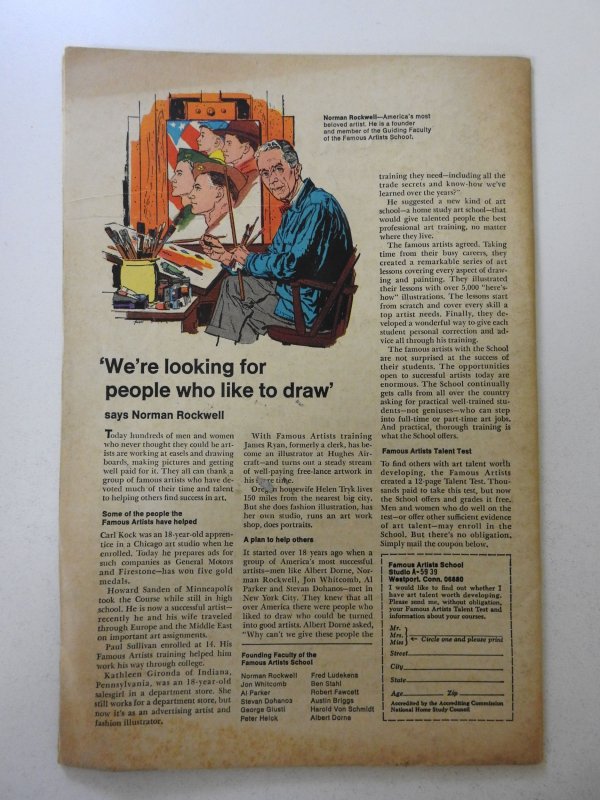 Norman Rockwell—America's most
beloved artist. He is a founder
and member of the Guiding Faculty
of the Famous Artists School.
'We're looking for
people who like to draw'
says Norman Rockwell
Today hundreds of men and women
who never thought they could be art-
ists are working at easels and drawing
boards, making pictures and getting
well paid for it. They all can thank a
group of famous artists who have de-
voted much of their time and talent
to helping others find success in art.
Some of the people the
Famous Artists have helped
Carl Kock was an 18-year-old appren-
tice in a Chicago art studio when he
enrolled. Today he prepares ads for
such companies as General Motors
and Firestone—has won five gold
medals.
Howard Sanden of Minneapolis
took the Course while still in high
school. He is now a successful artist—
recently he and his wife traveled
through Europe and the Middle East
on important art assignments.
Paul Sullivan enrolled at 14. His
Famous Artists training helped him
work his way through college.
Kathleen Gironda of Indiana,
Pennsylvania, was an 18-year-old
salesgirl in a department store. She
still works for a department store, but
now it's as an advertising artist and
fashion illustrator.
With Famous Artists training
James Ryan, formerly a clerk, has be-
come an illustrator at Hughes Air-
craft—and turns out a steady stream
of well-paying free-lance artwork in
his spare time.
Oregon housewife Helen Tryk lives
150 miles from the nearest big city.
But she does fashion illustration, has
her own studio, runs an art work
shop, does portraits.
A plan to help others
It started over 18 years ago when a
group of America's most successful
artists—men like Albert Dorne, Nor-
man Rockwell, Jon Whitcomb, Al
Parker and Stevan Dohanos—met in
New York City. They knew that all
over America there were people who
liked to draw who could be turned
into good artists. Albert Dorne asked,
"Why can't we give these people the
Founding Faculty of the
Famous Artists School
Norman Rockwell
Jon Whitcomb
Al Parker
Stevan Dohanos
George Giusti
Peter Helck
Fred Ludekens
Ben Stahl
Robert Fawcett
Austin Briggs
Harold Von Schmidt
Albert Dorne
training they need—including all the
trade secrets and know-how we've
learned over the years?"
He suggested a new kind of art
school—a home study art school—that
would give talented people the best
professional art training, no matter
where they live.
The famous artists agreed. Taking
time from their busy careers, they
created a remarkable series of art
lessons covering every aspect of draw-
ing and painting. They illustrated
their lessons with over 5,000 "here's-
how" illustrations. The lessons start
from scratch and cover every skill a
top artist needs. Finally, they de-
veloped a wonderful way to give each
student personal correction and ad-
vice all through his training.
The famous artists with the School
are not surprised at the success of
their students. The opportunities
open to successful artists today are
enormous. The School continually
gets calls from all over the country
asking for practical well-trained stu-
dents—not geniuses—who can step
into full-time or part-time art jobs.
And practical, thorough training is
what the School offers.
Famous Artists Talent Test
To find others with art talent worth
developing, the Famous Artists
created a 12-page Talent Test. Thou-
sands paid to take this test, but now
the School offers and grades it free.
Men and women who do well on the
test—or offer other sufficient evidence
of art talent—may enroll in the
School. But there's no obligation.
Simply mail the coupon below.
Famous Artists School
Studio A-59 39
Westport, Conn. 06880
I would like to find out whether I
have art talent worth developing.
Please send me, without obligation,
your Famous Artists Talent Test and
information about your courses.
Mr.
Mrs.
Miss
← Circle one and please print
Street
City
State
Age Zip
Accredited by the Accrediting Commission
National Home Study Council